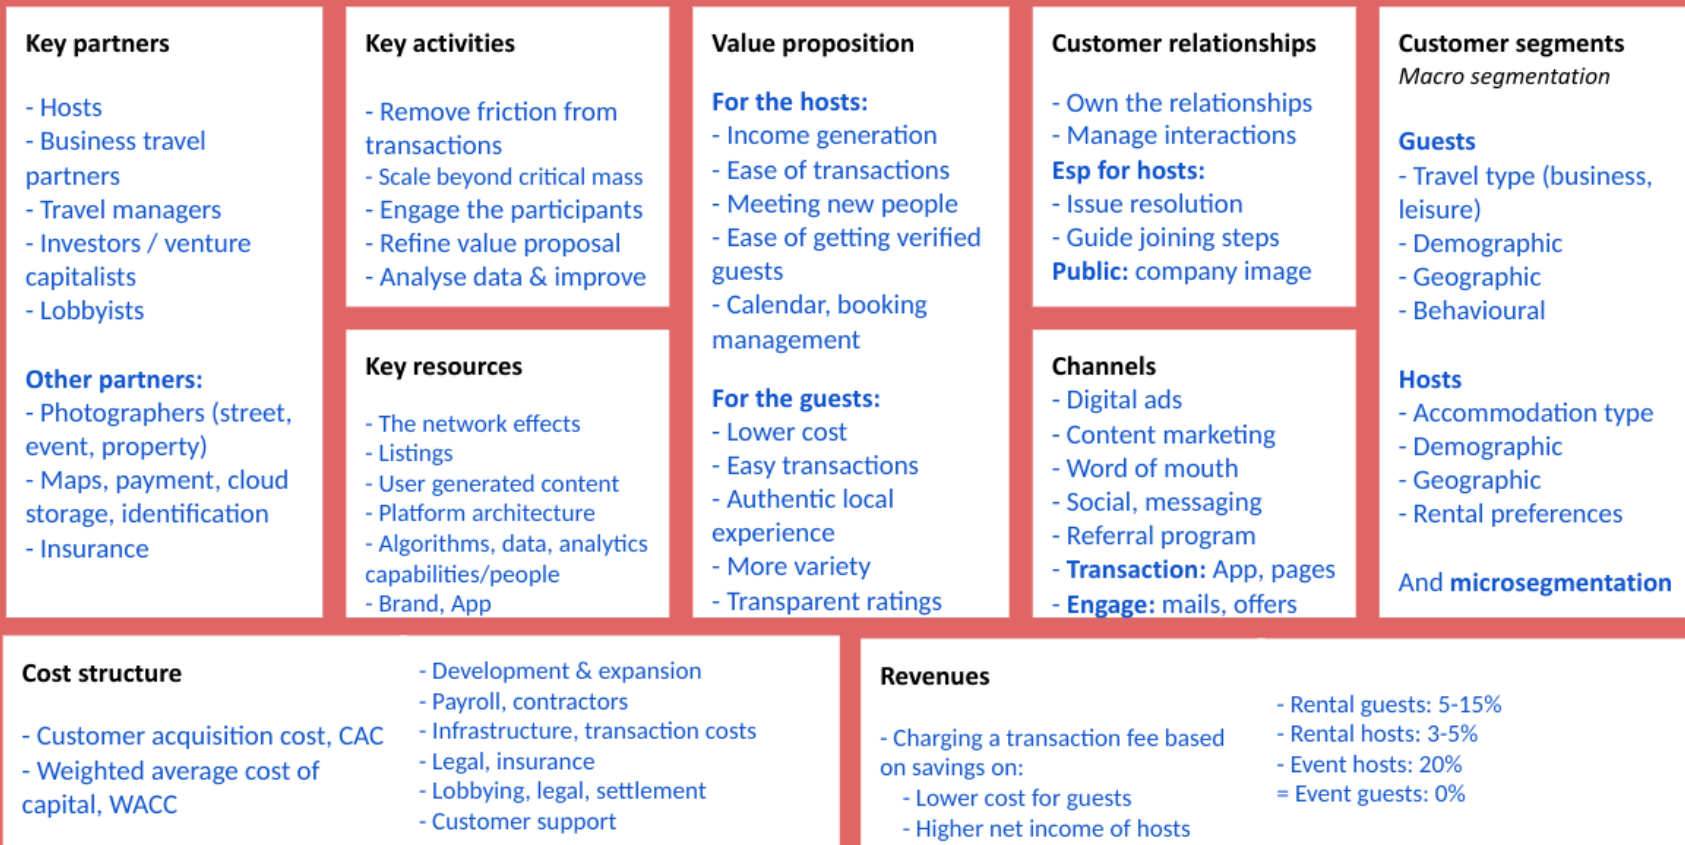 Key partners
- Hosts
- Business travel
partners
- Travel managers
- Investors / venture
capitalists
- Lobbyists
Other partners:
- Photographers (street,
event, property)
- Maps, payment, cloud
storage, identification
- Insurance
Key activities
- Remove friction from
transactions
- Scale beyond critical mass
- Engage the participants
- Refine value proposal
- Analyse data & improve
Key resources
- The network effects
- Listings
- User generated content
- Platform architecture
- Algorithms, data, analytics
capabilities/people
- Brand, App
Value proposition
For the hosts:
- Income generation
- Ease of transactions
- Meeting new people
- Ease of getting verified
guests
- Calendar, booking
management
For the guests:
- Lower cost
- Easy transactions
- Authentic local
experience
- More variety
- Transparent ratings
Customer relationships
- Own the relationships
- Manage interactions
Esp for hosts:
- Issue resolution
- Guide joining steps
Public: company image
Channels
- Digital ads
- Content marketing
- Word of mouth
- Social, messaging
- Referral program
- Transaction: App, pages
- Engage: mails, offers
Customer segments
Macro segmentation
Guests
- Travel type (business,
leisure)
- Demographic
- Geographic
- Behavioural
Hosts
- Accommodation type
- Demographic
- Geographic
- Rental preferences
And microsegmentation
Cost structure
- Customer acquisition cost, CAC
- Weighted average cost of
capital, WACC
- Development & expansion
- Payroll, contractors
- Infrastructure, transaction costs
- Legal, insurance
- Lobbying, legal, settlement
- Customer support
Revenues
- Charging a transaction fee based
on savings on:
- Lower cost for guests
- Higher net income of hosts
- Rental guests: 5-15%
- Rental hosts: 3-5%
- Event hosts: 20%
= Event guests: 0%